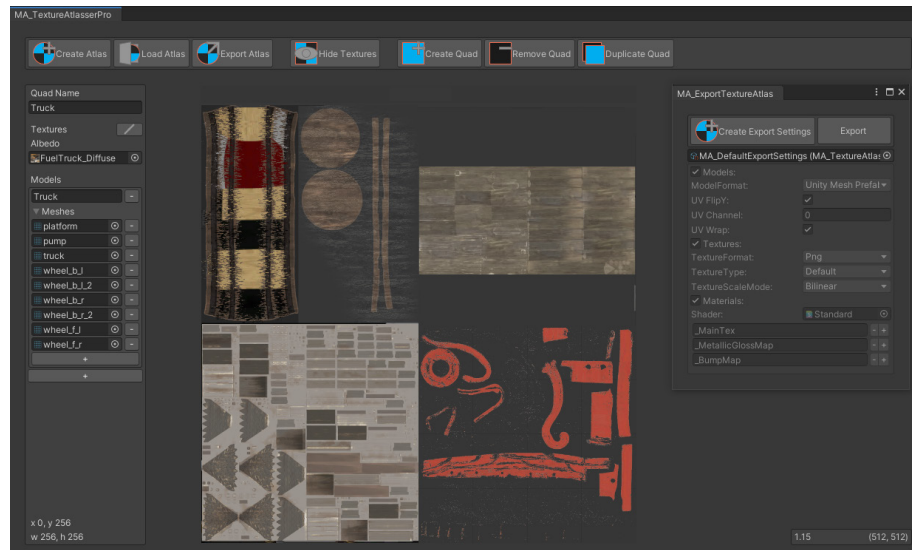 MA_TextureAtlasserPro
Create Atlas Load Atlas Export Atlas Hide Textures Create Quad Remove Quad Duplicate Quad
Quad Name
Truck
Textures
Albedo
FuelTruck_Diffuse
Models
Truck -
Meshes
platform -
pump -
truck -
wheel_b_l -
wheel_b_l_2 -
wheel_b_r -
wheel_b_r_2 -
wheel_f_l -
wheel_f_r -
+
+
x 0, y 256
w 256, h 256
MA_ExportTextureAtlas
Create Export Settings Export
MA_DefaultExportSettings (MA_TextureAtlas
Models:
ModelFormat: Unity Mesh Prefab
UV FlipY:
UV Channel: 0
UV Wrap:
Textures:
TextureFormat: Png
TextureType: Default
TextureScaleMode: Bilinear
Materials:
Shader: Standard
_MainTex - +
_MetallicGlossMap - +
_BumpMap - +
1.15 (512, 512)